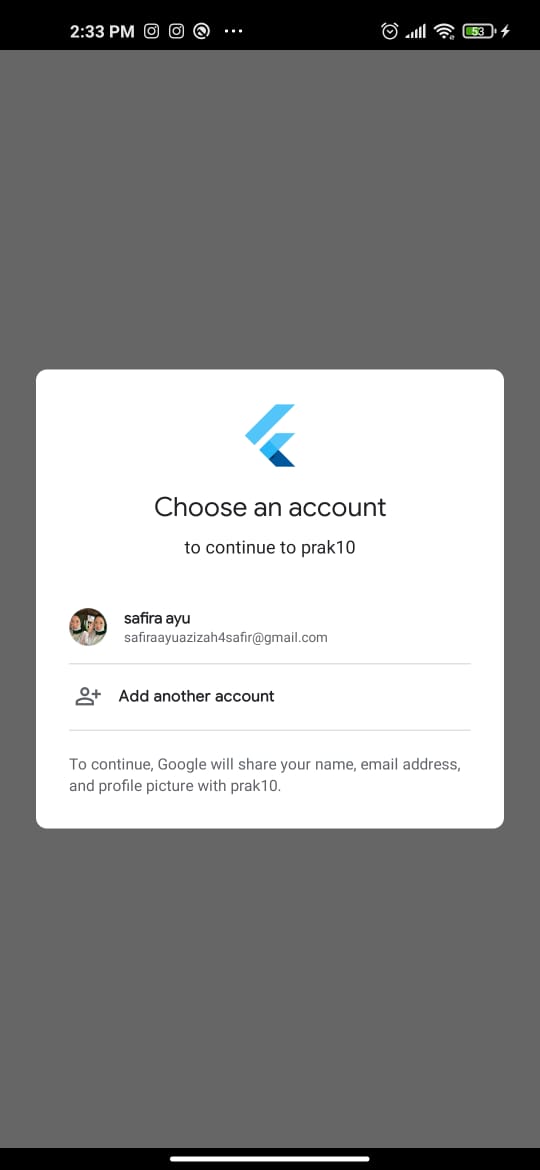 2:33 PM
53
Choose an account
to continue to prak10
safira ayu
safiraayuazizah4safir@gmail.com
Add another account
To continue, Google will share your name, email address,
and profile picture with prak10.